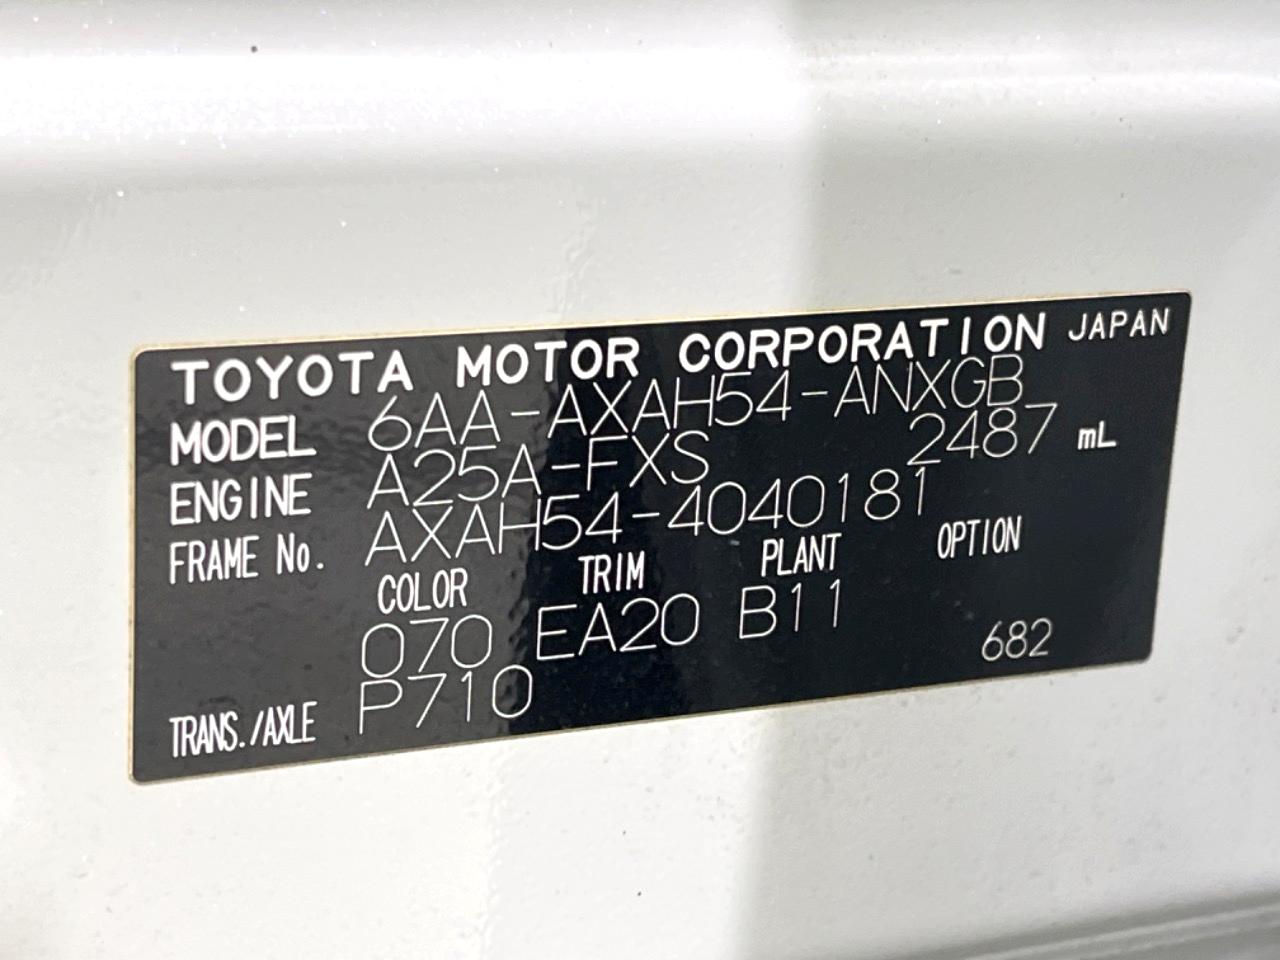 TOYOTA MOTOR CORPORATION JAPAN
MODEL 6AA-AXAH54-ANXGB
ENGINE A25A-FXS 2487 mL
FRAME No. AXAH54-4040181
COLOR TRIM PLANT OPTION
070 EA20 B11
TRANS./AXLE P710 682